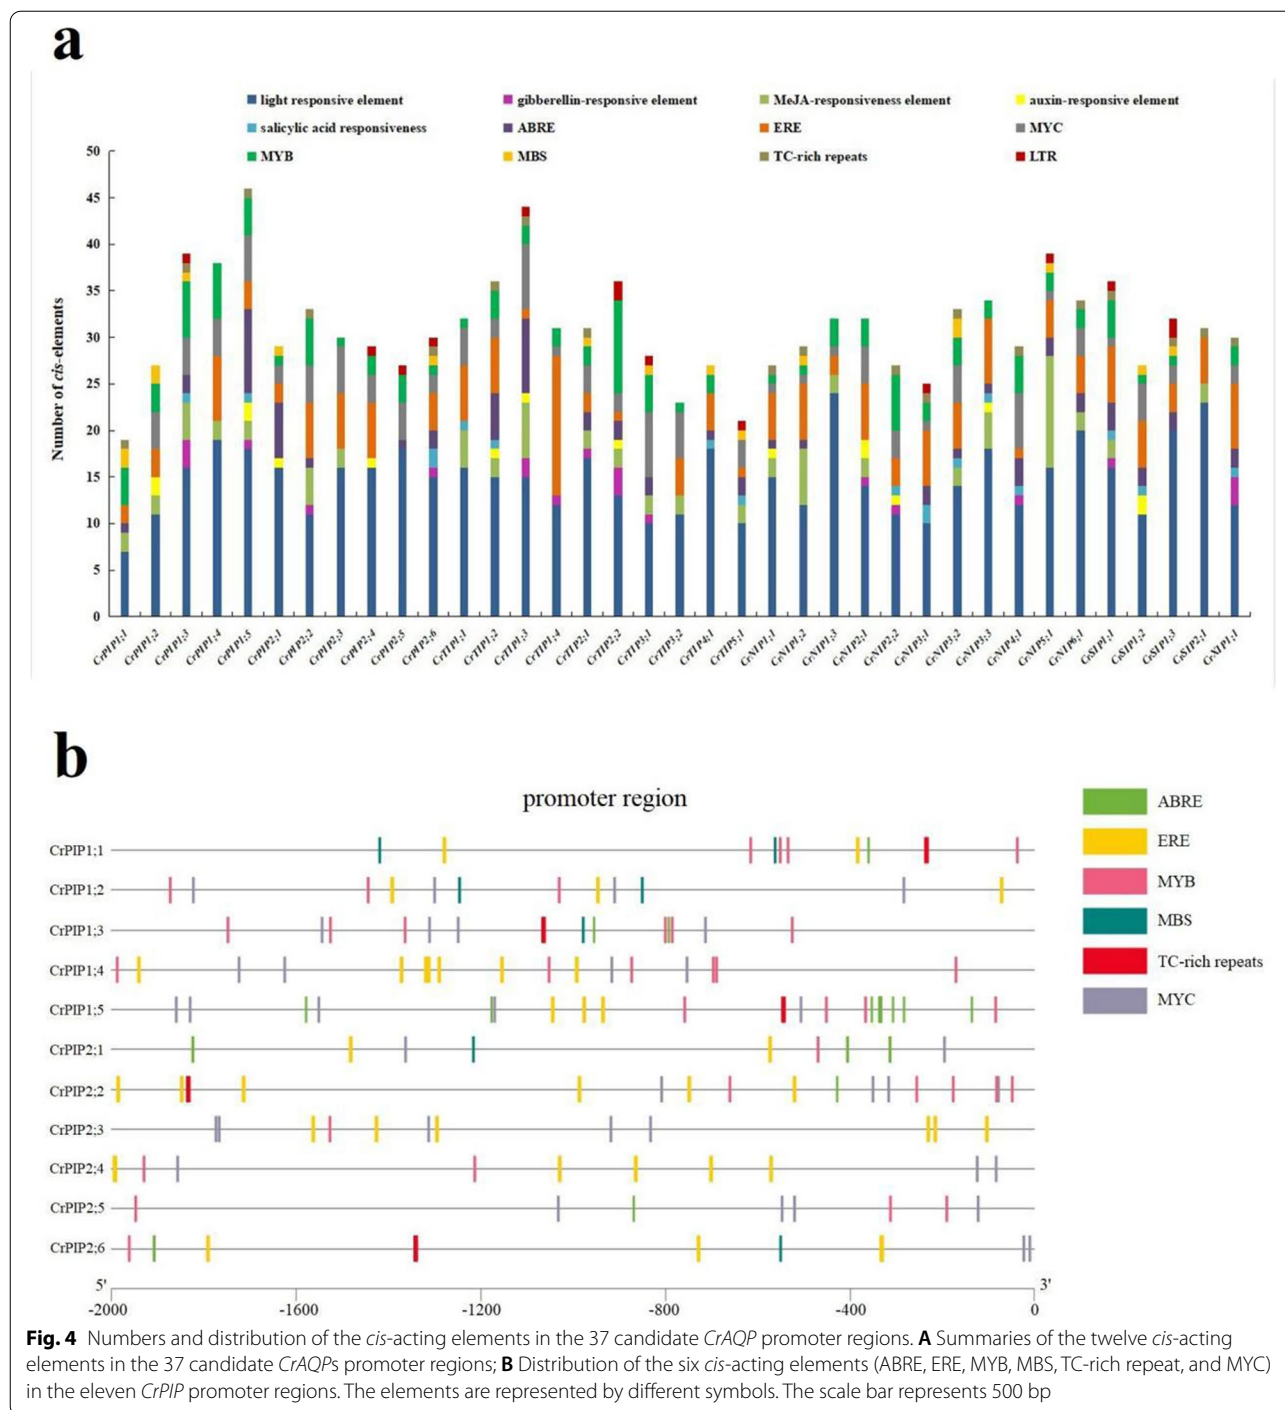 a
light responsive element gibberellin-responsive element MeJA-responsiveness element auxin-responsive element
salicylic acid responsiveness ABRE ERE MYC
MYB MBS TC-rich repeats LTR
Number of cis-elements
50
45
40
35
30
25
20
15
10
5
0
CrPIP1;1 CrPIP1;2 CrPIP1;3 CrPIP1;4 CrPIP1;5 CrPIP2;1 CrPIP2;2 CrPIP2;3 CrPIP2;4 CrPIP2;5 CrPIP2;6 CrTIP1;1 CrTIP1;2 CrTIP1;3 CrTIP1;4 CrTIP2;1 CrTIP2;2 CrTIP3;1 CrTIP3;2 CrTIP4;1 CrTIP5;1 CrNIP1;1 CrNIP1;2 CrNIP1;3 CrNIP2;1 CrNIP2;2 CrNIP3;1 CrNIP3;2 CrNIP3;3 CrNIP4;1 CrNIP5;1 CrNIP6;1 CrSIP1;1 CrSIP1;2 CrSIP1;3 CrSIP2;1 CrXIP1;1
b
promoter region
CrPIP1;1
CrPIP1;2
CrPIP1;3
CrPIP1;4
CrPIP1;5
CrPIP2;1
CrPIP2;2
CrPIP2;3
CrPIP2;4
CrPIP2;5
CrPIP2;6
5' 3'
-2000 -1600 -1200 -800 -400 0
ABRE
ERE
MYB
MBS
TC-rich repeats
MYC
Fig. 4 Numbers and distribution of the cis-acting elements in the 37 candidate CrAQP promoter regions. A Summaries of the twelve cis-acting
elements in the 37 candidate CrAQPs promoter regions; B Distribution of the six cis-acting elements (ABRE, ERE, MYB, MBS, TC-rich repeat, and MYC)
in the eleven CrPIP promoter regions. The elements are represented by different symbols. The scale bar represents 500 bp